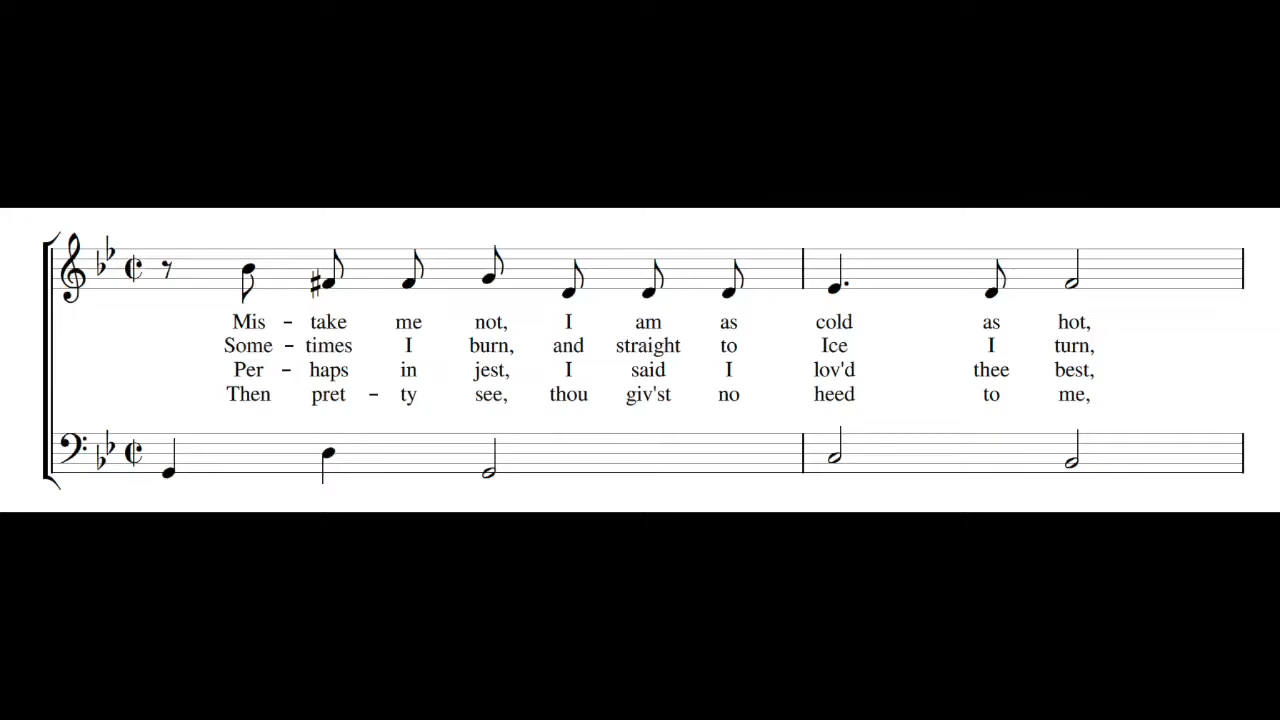 Mis - take me not, I am as cold as hot,
Some - times I burn, and straight to Ice I turn,
Per - haps in jest, I said I lov'd thee best,
Then pret - ty see, thou giv'st no heed to me,